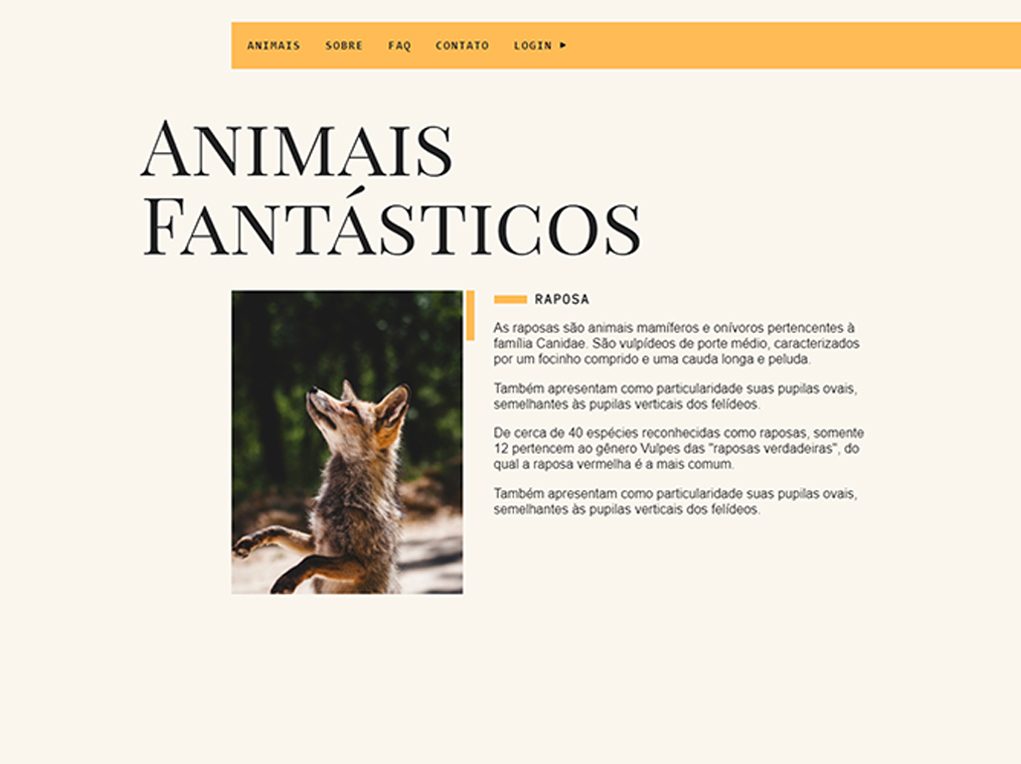 ANIMAIS SOBRE FAQ CONTATO LOGIN ▸
ANIMAIS
FANTÁSTICOS
RAPOSA
As raposas são animais mamíferos e onívoros pertencentes à
família Canidae. São vulpídeos de porte médio, caracterizados
por um focinho comprido e uma cauda longa e peluda.
Também apresentam como particularidade suas pupilas ovais,
semelhantes às pupilas verticais dos felídeos.
De cerca de 40 espécies reconhecidas como raposas, somente
12 pertencem ao gênero Vulpes das "raposas verdadeiras", do
qual a raposa vermelha é a mais comum.
Também apresentam como particularidade suas pupilas ovais,
semelhantes às pupilas verticais dos felídeos.